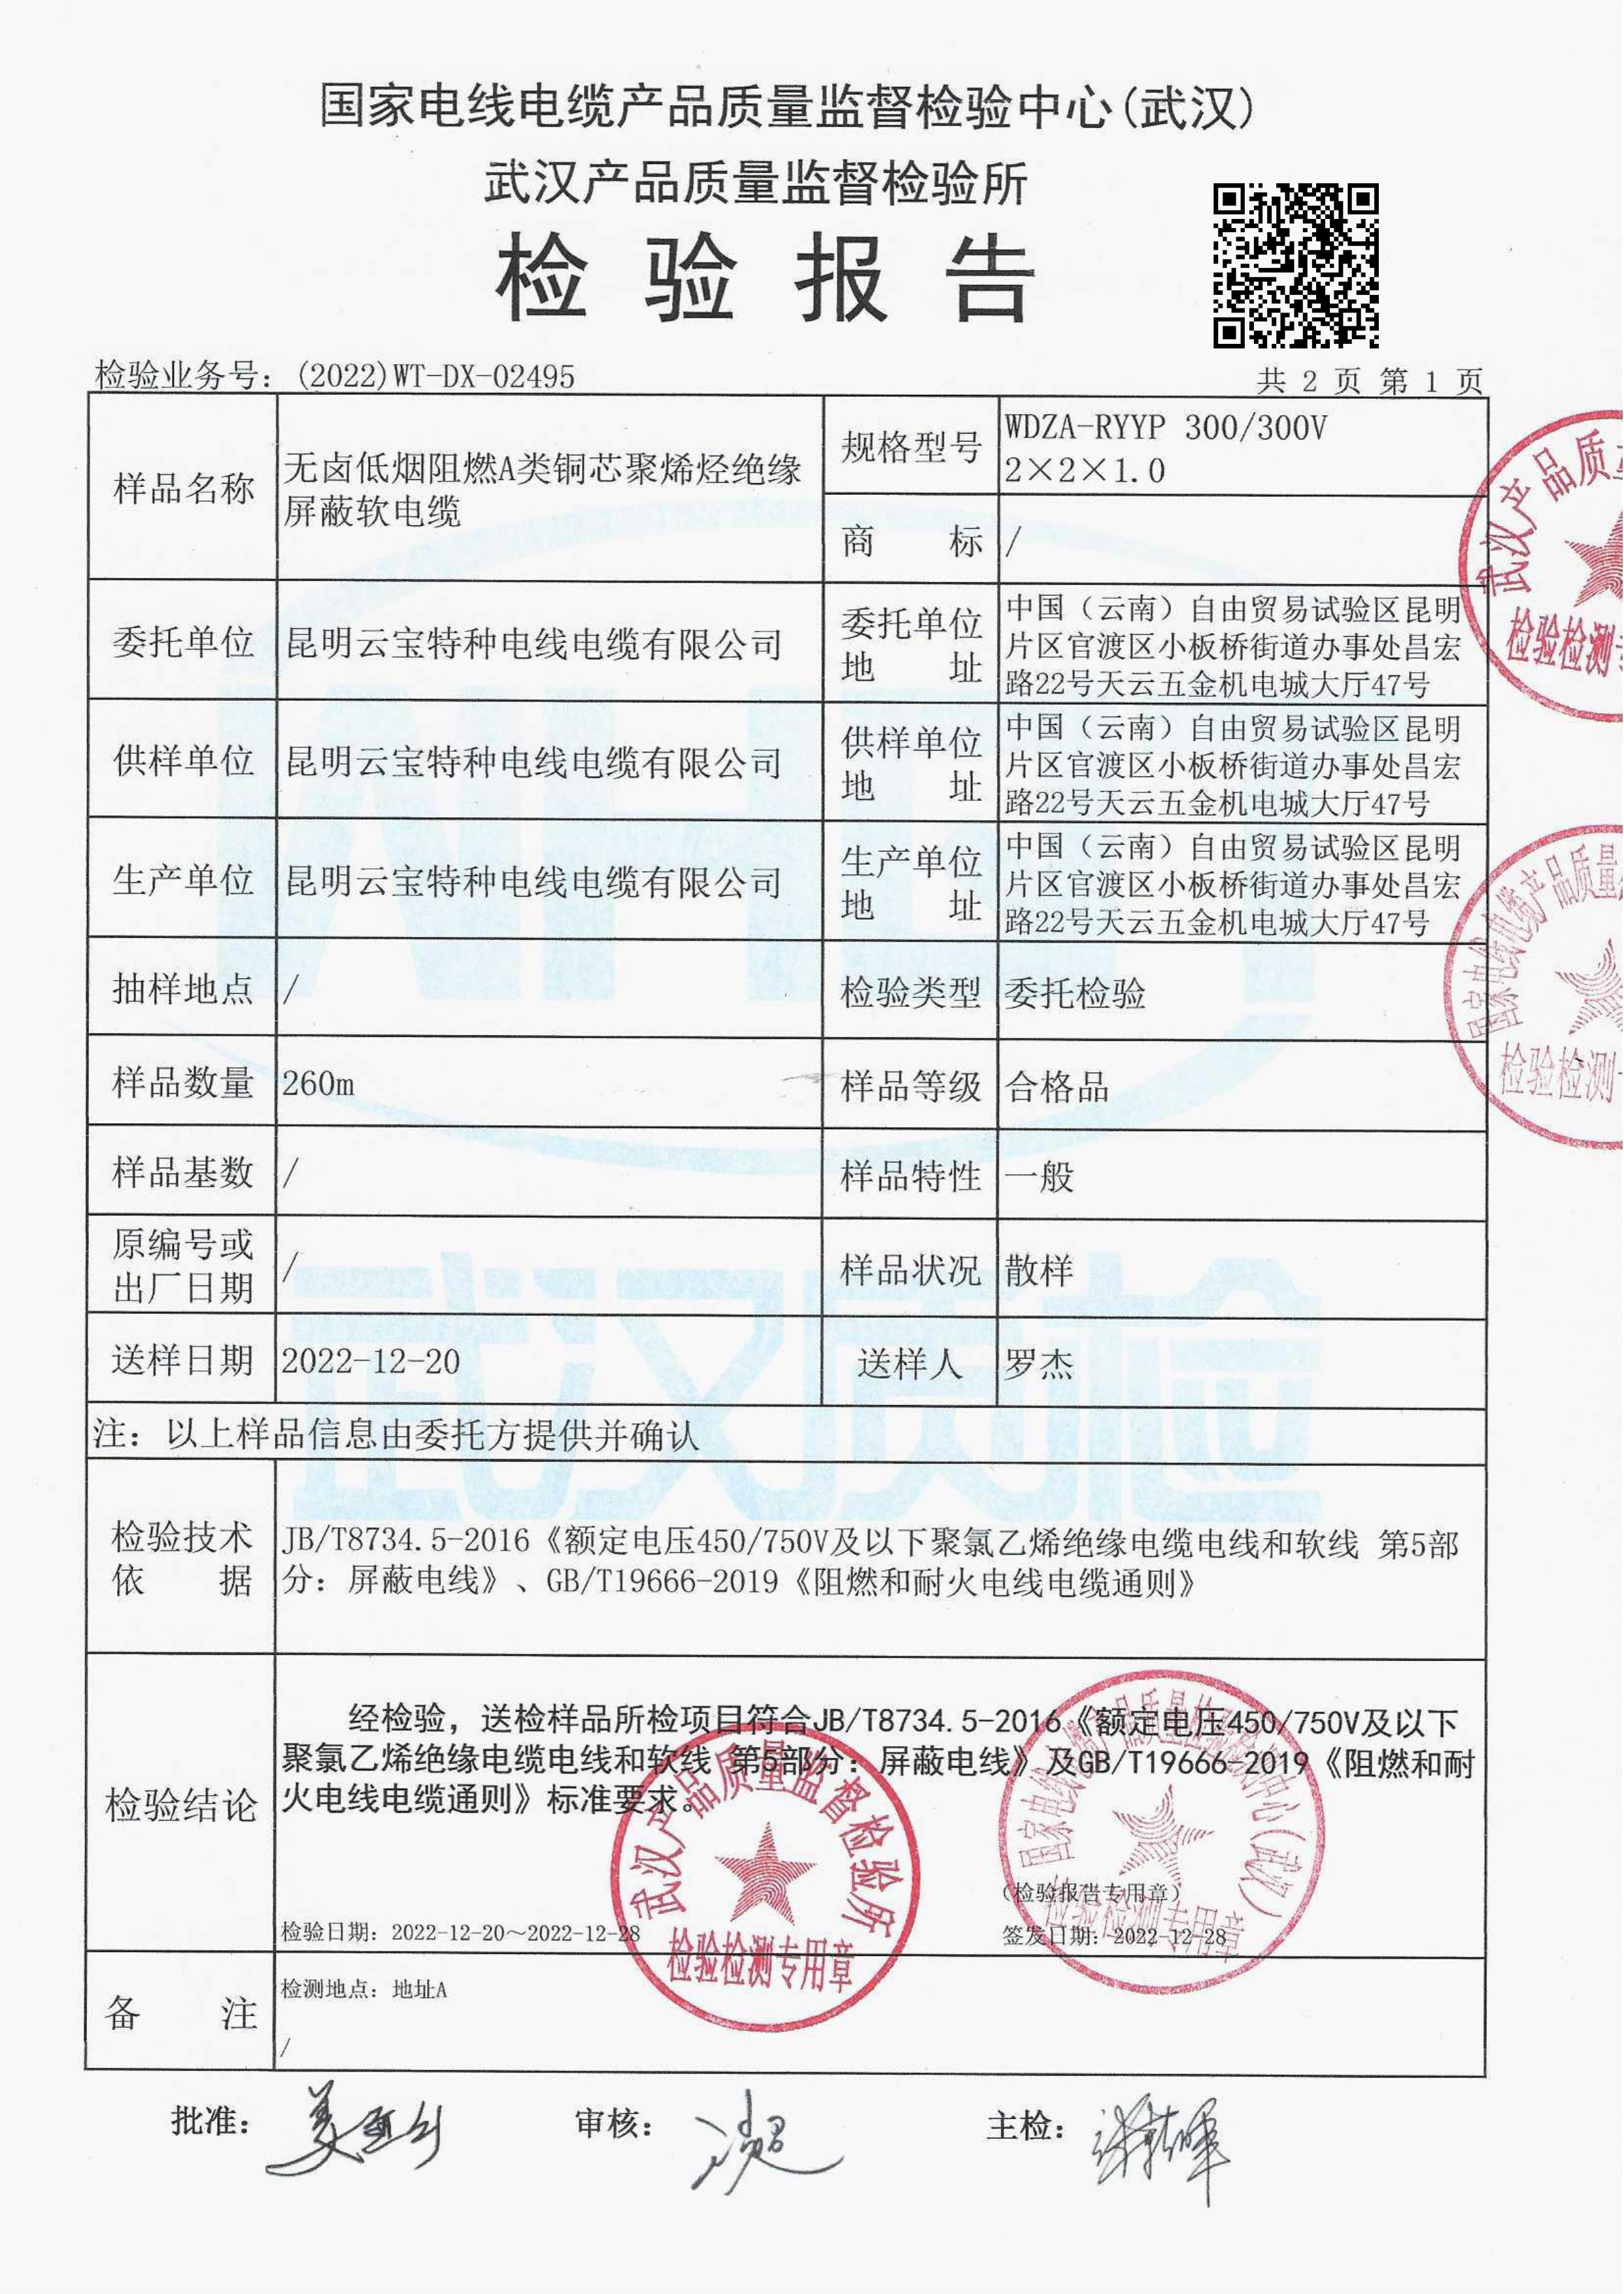 国家电线电缆产品质量监督检验中心(武汉)
武汉产品质量监督检验所
检验报告
检验业务号：(2022)WT-DX-02495
共 2 页 第 1 页
样品名称
无卤低烟阻燃A类铜芯聚烯烃绝缘
屏蔽软电缆
规格型号
WDZA-RYYP 300/300V
2×2×1.0
商 标
/
委托单位
昆明云宝特种电线电缆有限公司
委托单位
地 址
中国（云南）自由贸易试验区昆明
片区官渡区小板桥街道办事处昌宏
路22号天云五金机电城大厅47号
供样单位
昆明云宝特种电线电缆有限公司
供样单位
地 址
中国（云南）自由贸易试验区昆明
片区官渡区小板桥街道办事处昌宏
路22号天云五金机电城大厅47号
生产单位
昆明云宝特种电线电缆有限公司
生产单位
地 址
中国（云南）自由贸易试验区昆明
片区官渡区小板桥街道办事处昌宏
路22号天云五金机电城大厅47号
抽样地点
/
检验类型
委托检验
样品数量
260m
样品等级
合格品
样品基数
/
样品特性
一般
原编号或
出厂日期
/
样品状况
散样
送样日期
2022-12-20
送样人
罗杰
注：以上样品信息由委托方提供并确认
检验技术
依 据
JB/T8734.5-2016《额定电压450/750V及以下聚氯乙烯绝缘电缆电线和软线 第5部
分：屏蔽电线》、GB/T19666-2019《阻燃和耐火电线电缆通则》
检验结论
经检验，送检样品所检项目符合JB/T8734.5-2016《额定电压450/750V及以下
聚氯乙烯绝缘电缆电线和软线 第5部分：屏蔽电线》及GB/T19666-2019《阻燃和耐
火电线电缆通则》标准要求。
（检验报告专用章）
检验日期：2022-12-20～2022-12-28
签发日期：2022-12-28
备 注
检测地点：地址A
/
武汉产品质量监督检验所
检验检测专用章
国家电线电缆产品质量监督检验中心(武汉)
检验检测专用章
武汉产品质
检验检测
国家电线电缆产品质量
检验检测
武汉质检
批准：
审核：
主检：